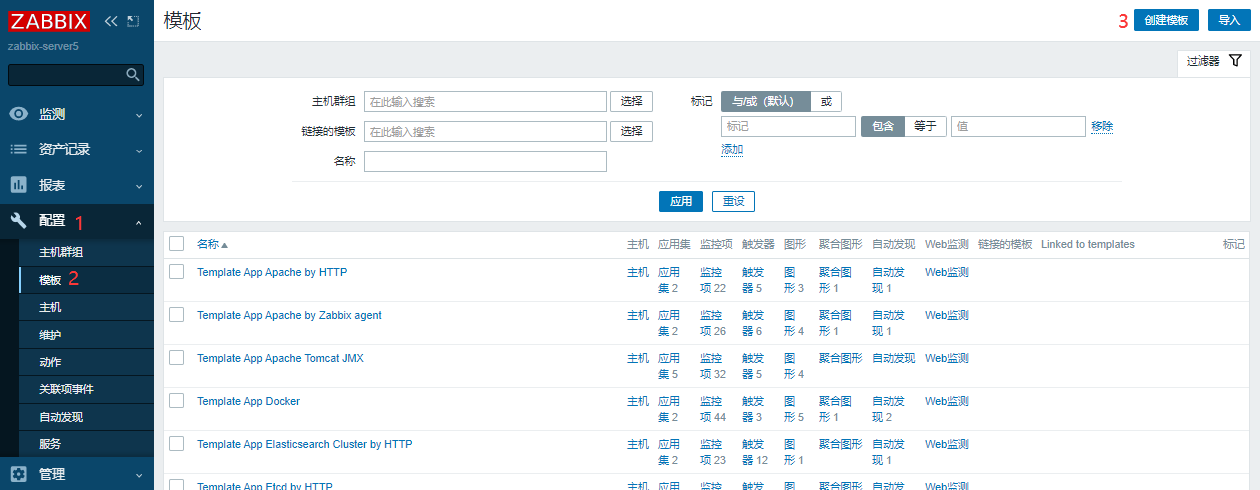 ZABBIX
zabbix-server5
监测
资产记录
报表
配置 1
主机群组
模板 2
主机
维护
动作
关联项事件
自动发现
服务
管理
模板
3 创建模板 导入
过滤器
主机群组 在此输入搜索 选择
链接的模板 在此输入搜索 选择
名称
标记 与/或（默认） 或
标记 包含 等于 值 移除
添加
应用 重设
名称 主机 应用集 监控项 触发器 图形 聚合图形 自动发现 Web监测 链接的模板 Linked to templates 标记
Template App Apache by HTTP 主机 应用 监控 触发 图 聚合图 自动发 Web监测
集 2 项 22 器 5 形 3 形 1 现 1
Template App Apache by Zabbix agent 主机 应用 监控 触发 图 聚合图 自动发 Web监测
集 2 项 26 器 6 形 4 形 1 现 1
Template App Apache Tomcat JMX 主机 应用 监控 触发 图 聚合图形 自动发现 Web监测
集 5 项 32 器 5 形 4
Template App Docker 主机 应用 监控 触发 图 聚合图 自动发 Web监测
集 2 项 44 器 3 形 5 形 1 现 2
Template App Elasticsearch Cluster by HTTP 主机 应用 监控 触发 图 聚合图形 自动发 Web监测
集 2 项 23 器 12 形 1 现 1
Template App Etcd by HTTP 主机 应用 监控 触发 图 聚合图形 自动发 Web监测